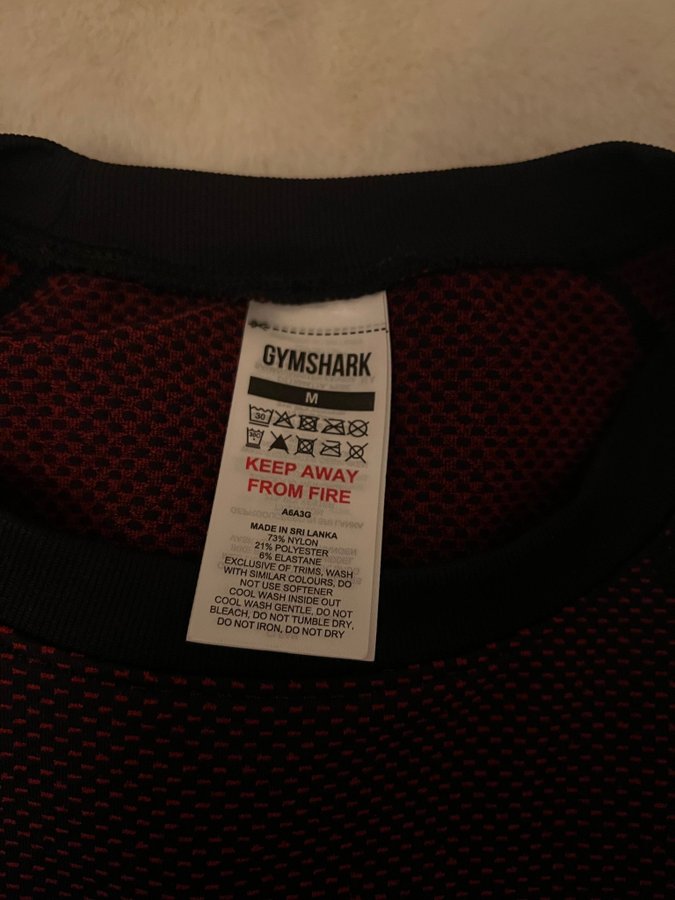 GYMSHARK
M
30
KEEP AWAY
FROM FIRE
A6A3G
MADE IN SRI LANKA
73% NYLON
21% POLYESTER
6% ELASTANE
EXCLUSIVE OF TRIMS, WASH
WITH SIMILAR COLOURS, DO
NOT USE SOFTENER
COOL WASH INSIDE OUT
COOL WASH GENTLE, DO NOT
BLEACH, DO NOT TUMBLE DRY,
DO NOT IRON, DO NOT DRY